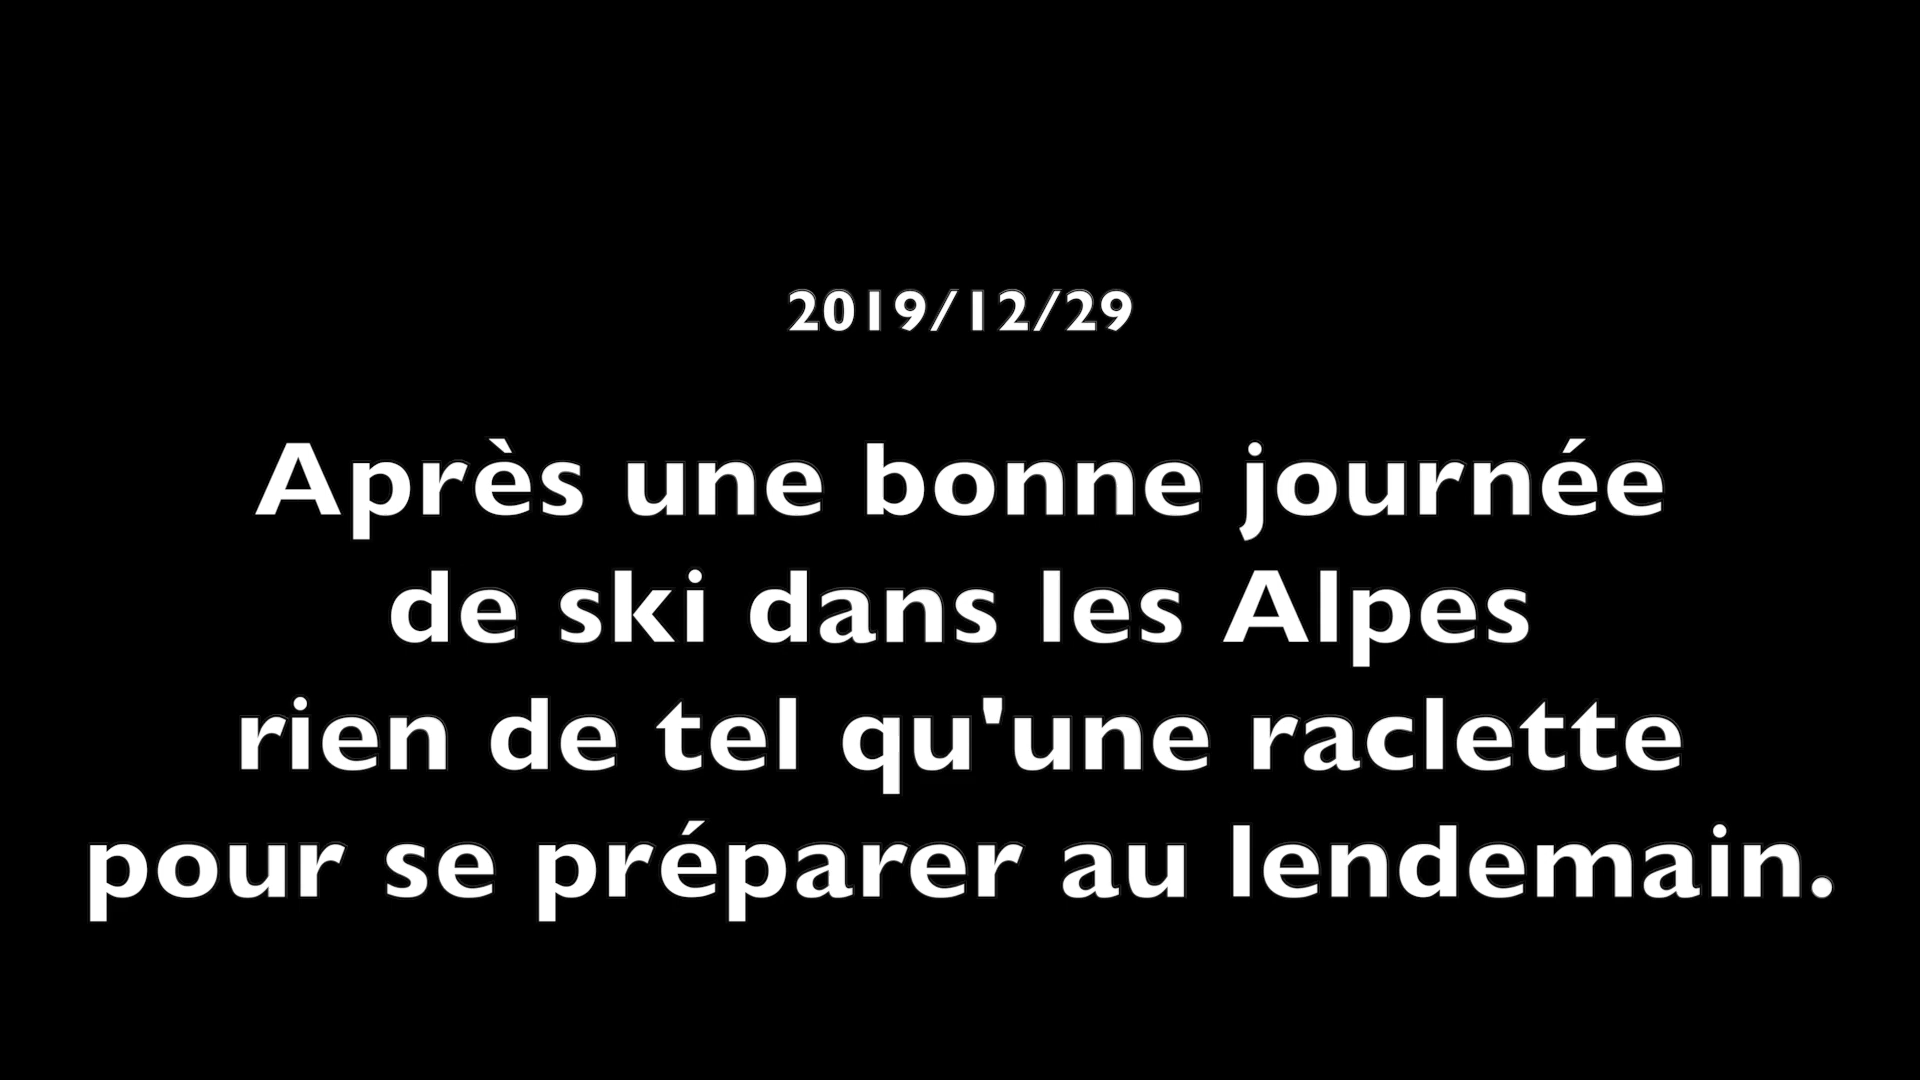 2019/12/29
Après une bonne journée
de ski dans les Alpes
rien de tel qu'une raclette
pour se préparer au lendemain.